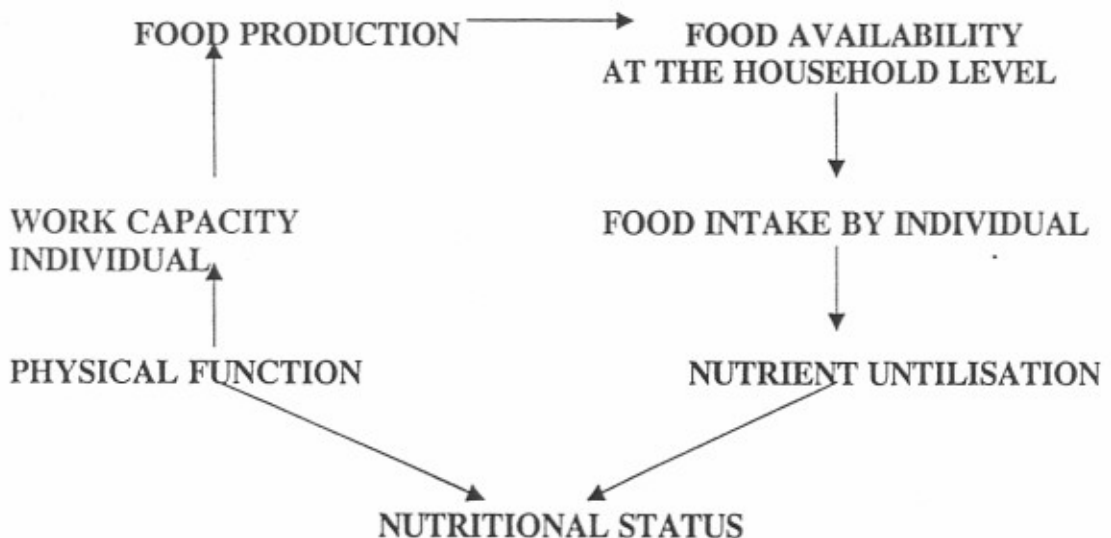 FOOD PRODUCTION
FOOD AVAILABILITY
AT THE HOUSEHOLD LEVEL
WORK CAPACITY
INDIVIDUAL
FOOD INTAKE BY INDIVIDUAL
PHYSICAL FUNCTION
NUTRIENT UNTILISATION
NUTRITIONAL STATUS